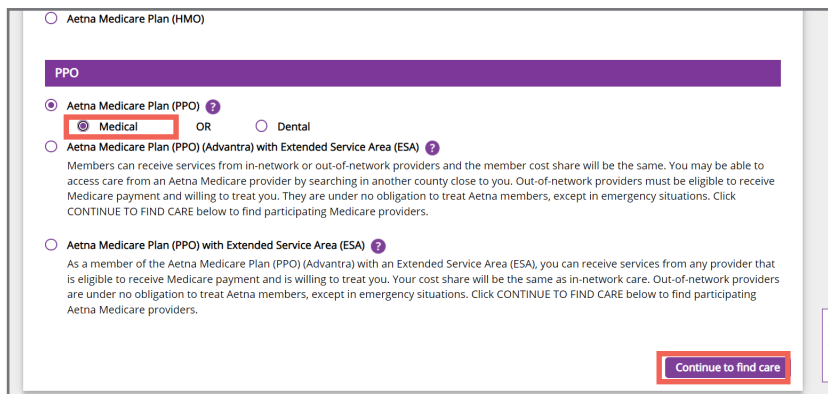 Aetna Medicare Plan (HMO)
PPO
Aetna Medicare Plan (PPO) ?
Medical OR Dental
Aetna Medicare Plan (PPO) (Advantra) with Extended Service Area (ESA) ?
Members can receive services from in-network or out-of-network providers and the member cost share will be the same. You may be able to
access care from an Aetna Medicare provider by searching in another county close to you. Out-of-network providers must be eligible to receive
Medicare payment and willing to treat you. They are under no obligation to treat Aetna members, except in emergency situations. Click
CONTINUE TO FIND CARE below to find participating Medicare providers.
Aetna Medicare Plan (PPO) with Extended Service Area (ESA) ?
As a member of the Aetna Medicare Plan (PPO) (Advantra) with an Extended Service Area (ESA), you can receive services from any provider that
is eligible to receive Medicare payment and is willing to treat you. Your cost share will be the same as in-network care. Out-of-network providers
are under no obligation to treat Aetna members, except in emergency situations. Click CONTINUE TO FIND CARE below to find participating
Aetna Medicare providers.
Continue to find care